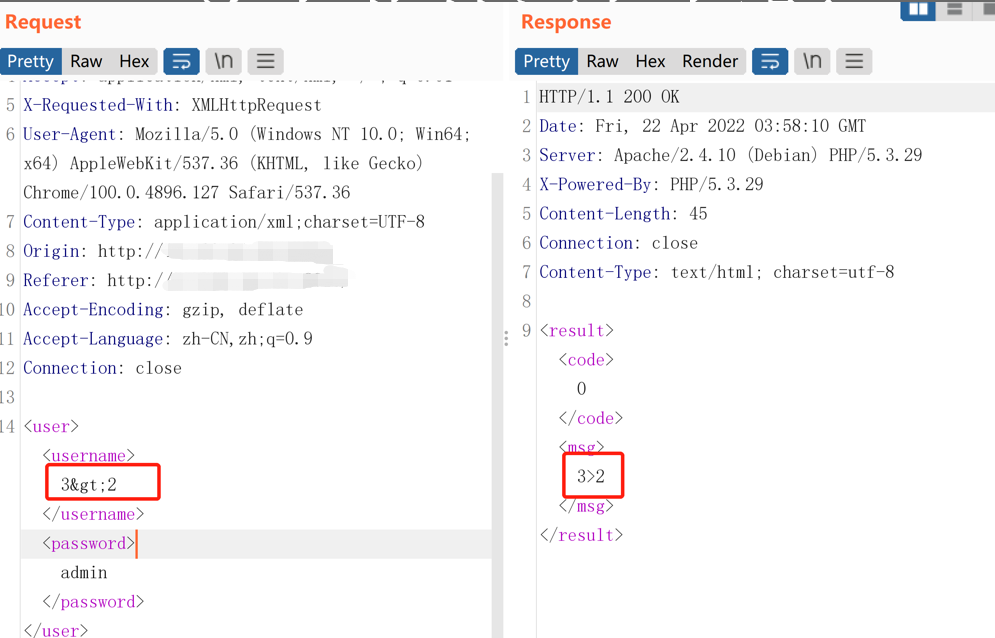 Request
Pretty Raw Hex \n
5 X-Requested-With: XMLHttpRequest
6 User-Agent: Mozilla/5.0 (Windows NT 10.0; Win64;
x64) AppleWebKit/537.36 (KHTML, like Gecko)
Chrome/100.0.4896.127 Safari/537.36
7 Content-Type: application/xml;charset=UTF-8
8 Origin: http://
9 Referer: http://
10 Accept-Encoding: gzip, deflate
11 Accept-Language: zh-CN,zh;q=0.9
12 Connection: close
13
14 <user>
<username>
3&gt;2
</username>
<password>
admin
</password>
</user>
Response
Pretty Raw Hex Render \n
1 HTTP/1.1 200 OK
2 Date: Fri, 22 Apr 2022 03:58:10 GMT
3 Server: Apache/2.4.10 (Debian) PHP/5.3.29
4 X-Powered-By: PHP/5.3.29
5 Content-Length: 45
6 Connection: close
7 Content-Type: text/html; charset=utf-8
8
9 <result>
<code>
0
</code>
<msg>
3>2
</msg>
</result>